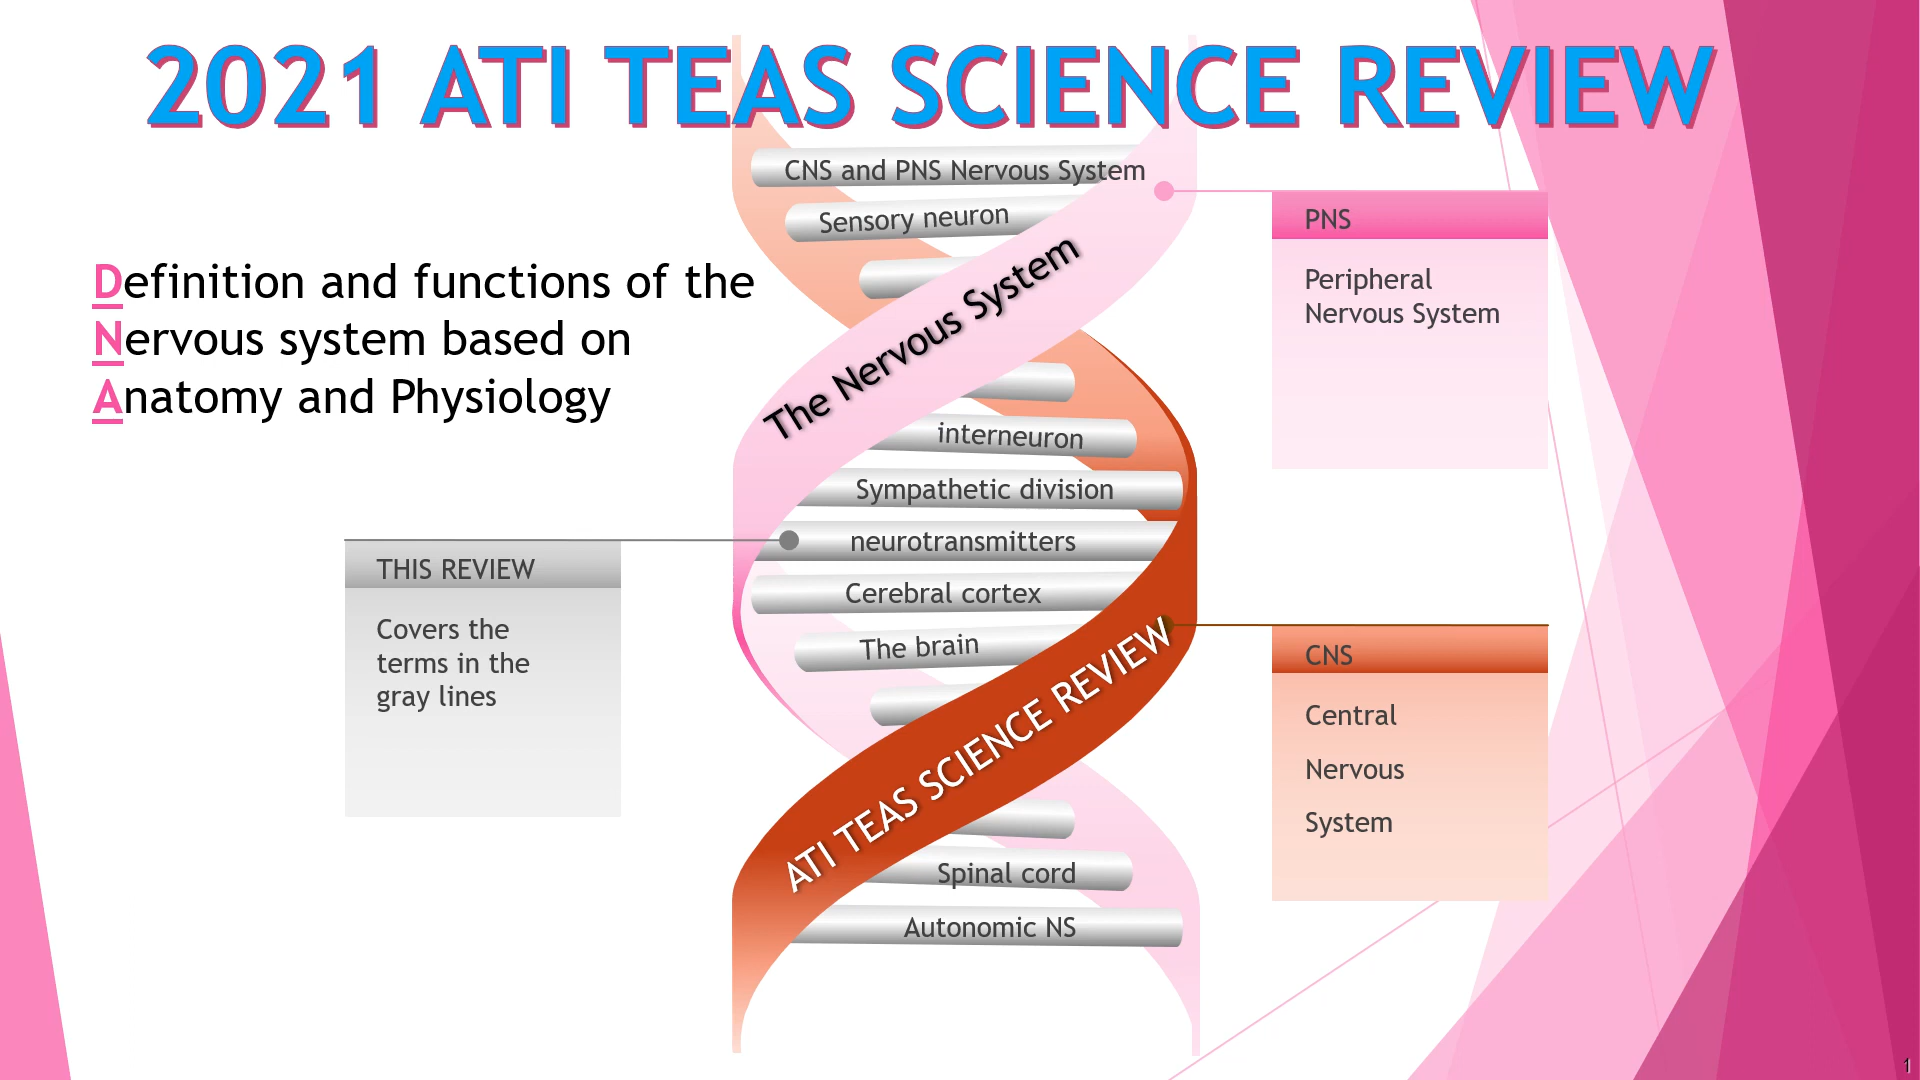 2021 ATI TEAS SCIENCE REVIEW
CNS and PNS Nervous System
Sensory neuron
The Nervous System
PNS
Peripheral
Nervous System
Definition and functions of the
Nervous system based on
Anatomy and Physiology
interneuron
Sympathetic division
neurotransmitters
Cerebral cortex
The brain
THIS REVIEW
Covers the
terms in the
gray lines
ATI TEAS SCIENCE REVIEW
CNS
Central
Nervous
System
Spinal cord
Autonomic NS
1